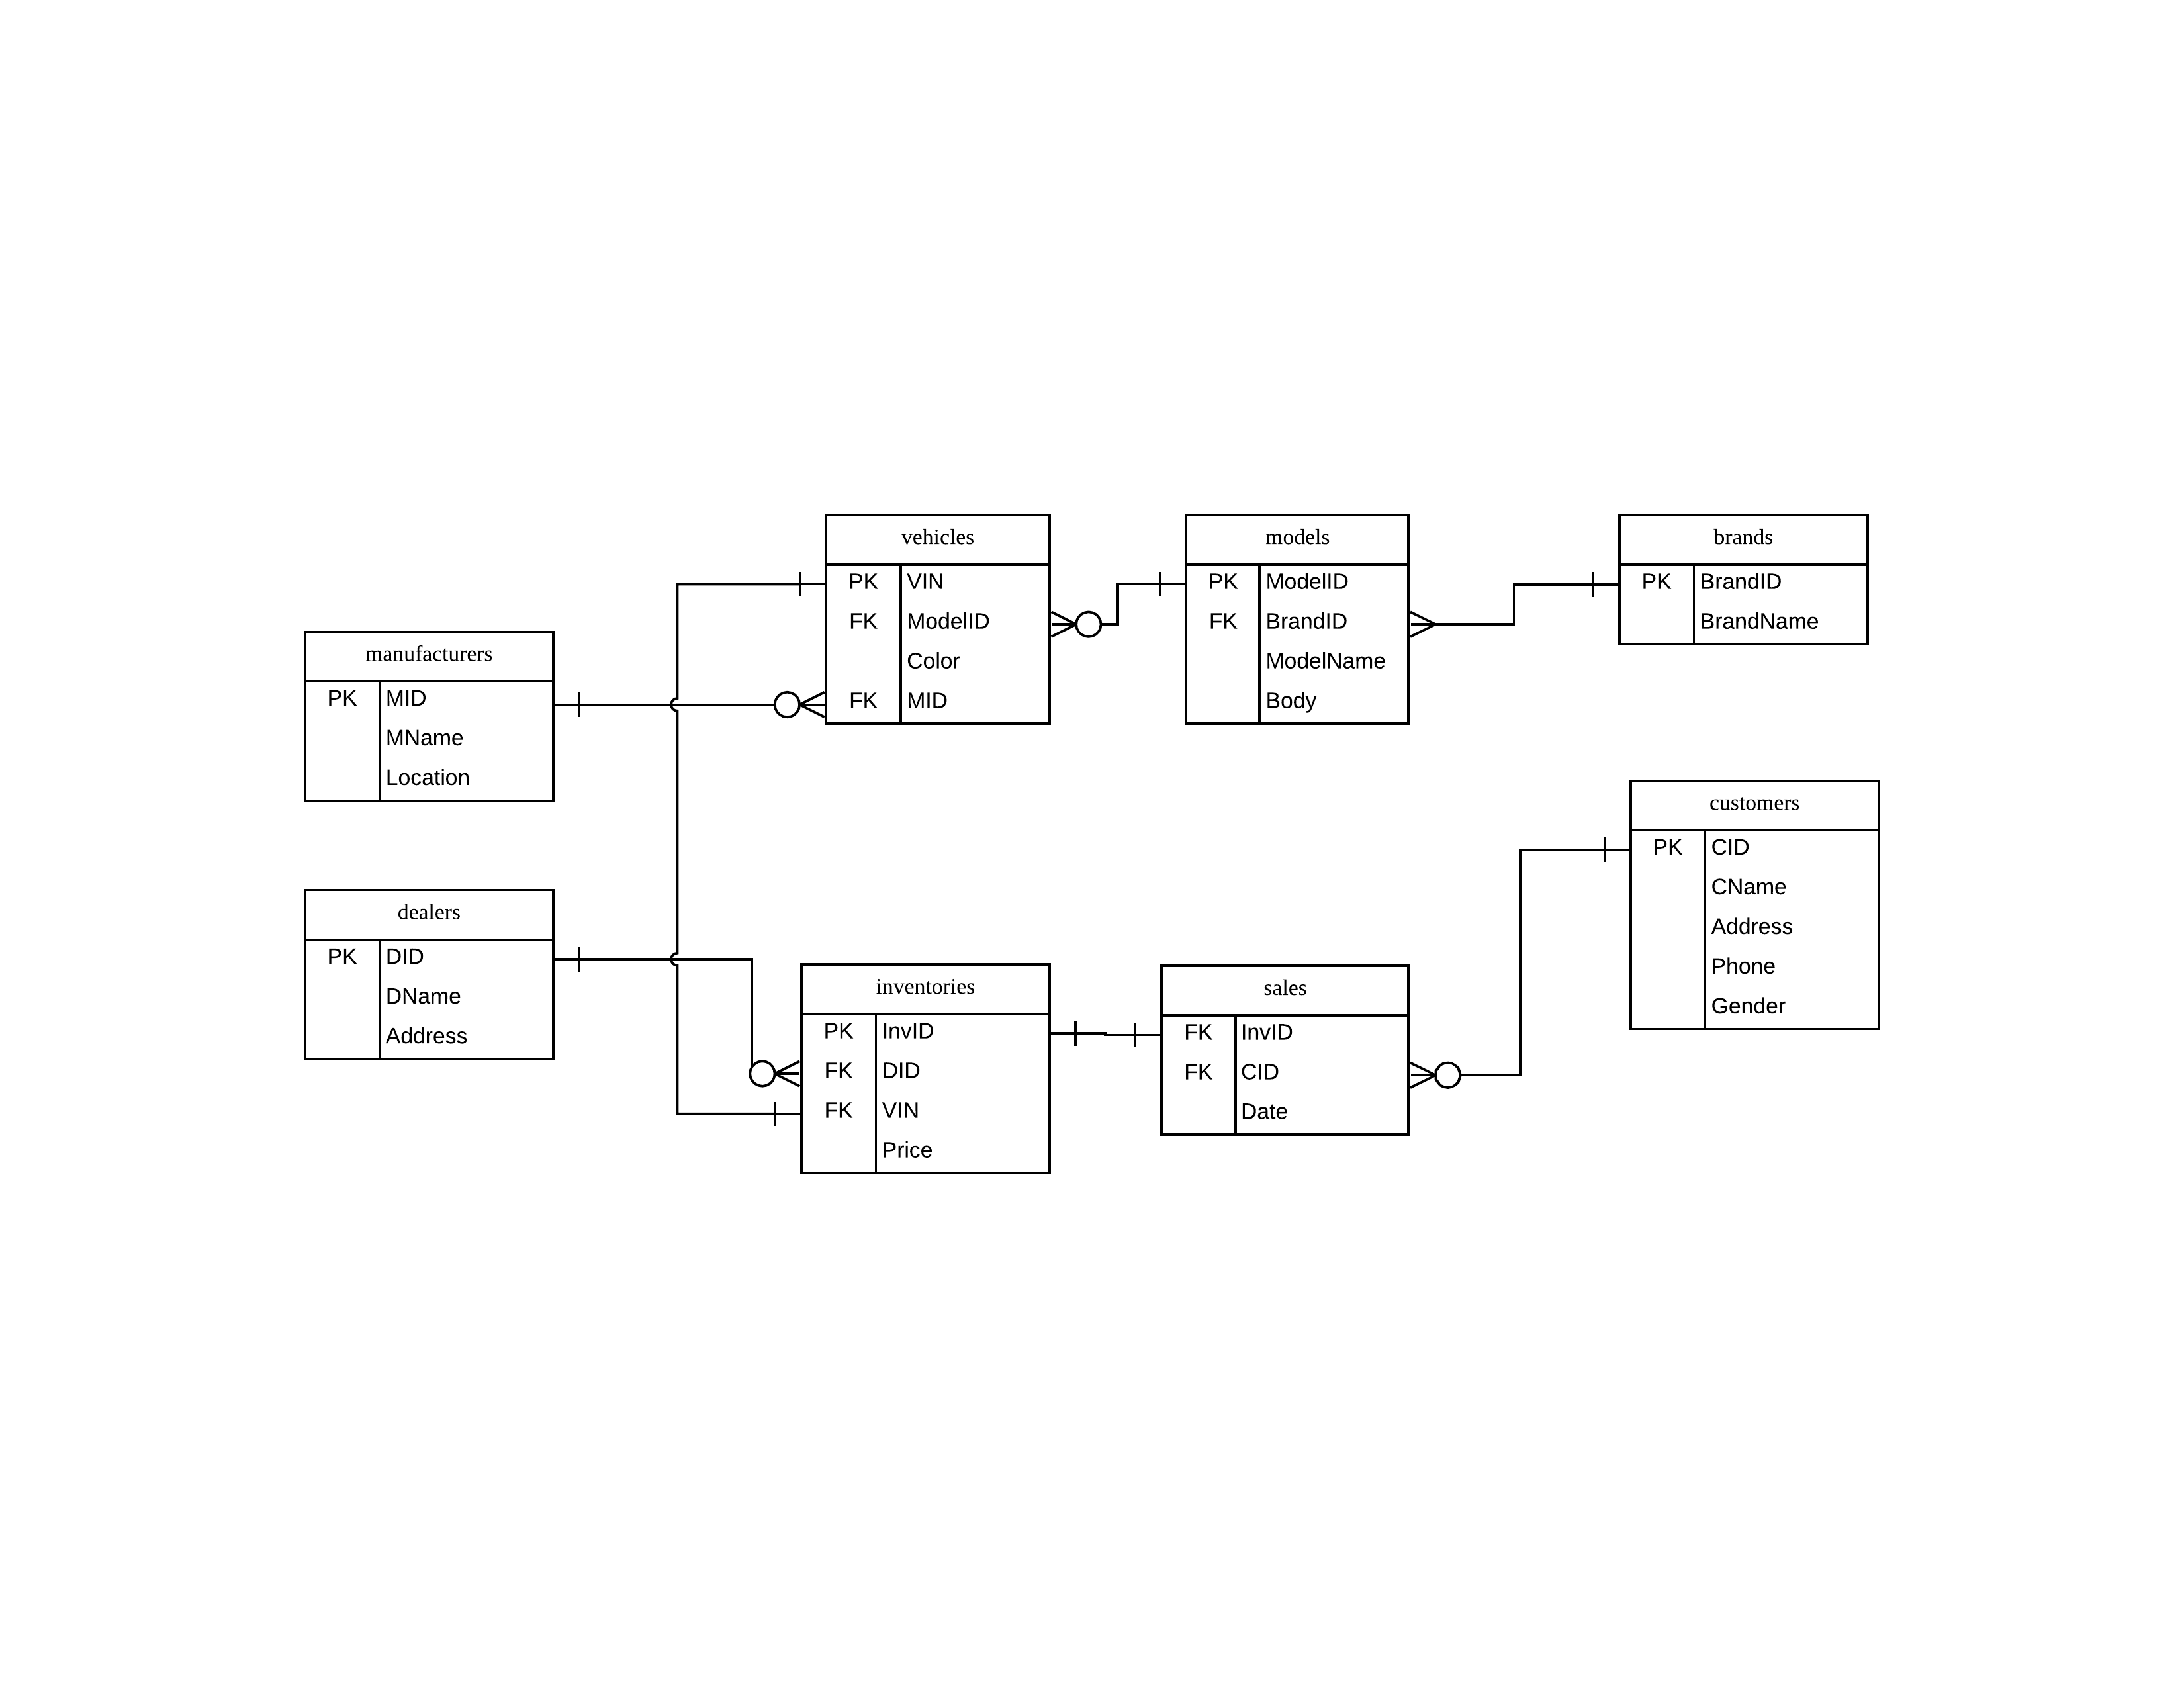 vehicles
PK VIN
FK ModelID
Color
FK MID
models
PK ModelID
FK BrandID
ModelName
Body
brands
PK BrandID
BrandName
manufacturers
PK MID
MName
Location
customers
PK CID
CName
Address
Phone
Gender
dealers
PK DID
DName
Address
inventories
PK InvID
FK DID
FK VIN
Price
sales
FK InvID
FK CID
Date